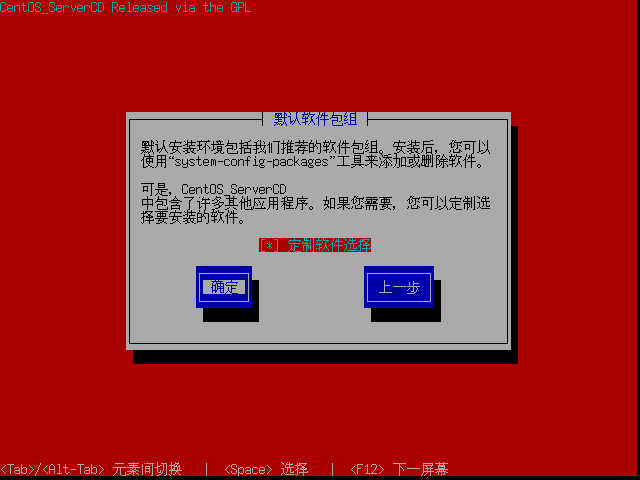 CentOS_ServerCD Released via the GPL
默认软件包组
默认安装环境包括我们推荐的软件包组。安装后，您可以
使用“system-config-packages”工具来添加或删除软件。
可是，CentOS_ServerCD
中包含了许多其他应用程序。如果您需要，您可以定制选
择要安装的软件。
[*] 定制软件选择
确定 上一步
<Tab>/<Alt-Tab> 元素间切换 | <Space> 选择 | <F12> 下一屏幕